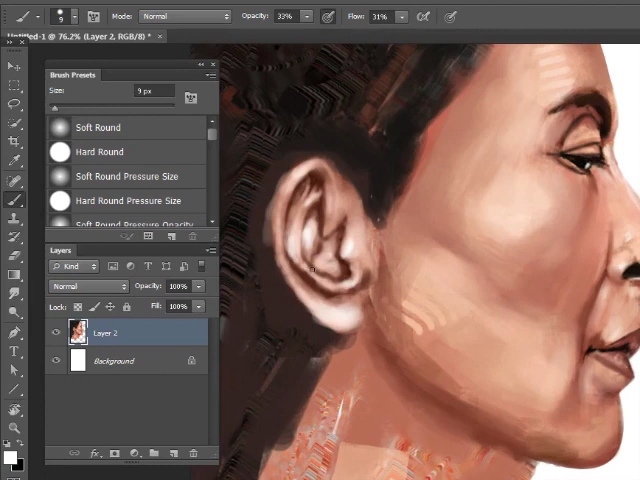 9 Mode: Normal Opacity: 33% Flow: 31%
Untitled-1 @ 76.2% (Layer 2, RGB/8) * ×
Brush Presets
Size: 9 px
Soft Round
Hard Round
Soft Round Pressure Size
Hard Round Pressure Size
Soft Round Pressure Opacity
Layers
Kind
Normal Opacity: 100%
Lock: Fill: 100%
Layer 2
Background
fx